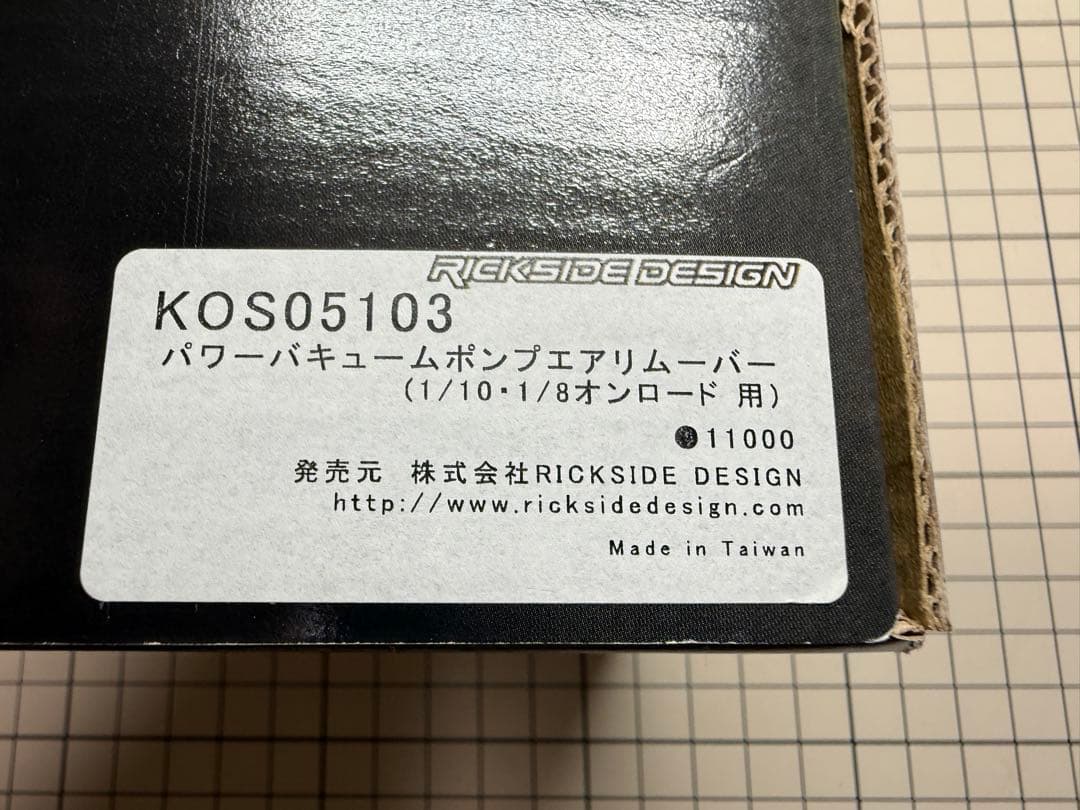 RICKSIDE DESIGN
KOS05103
パワーバキュームポンプエアリムーバー
(1/10・1/8オンロード 用)
●11000
発売元 株式会社RICKSIDE DESIGN
http://www.ricksidedesign.com
Made in Taiwan